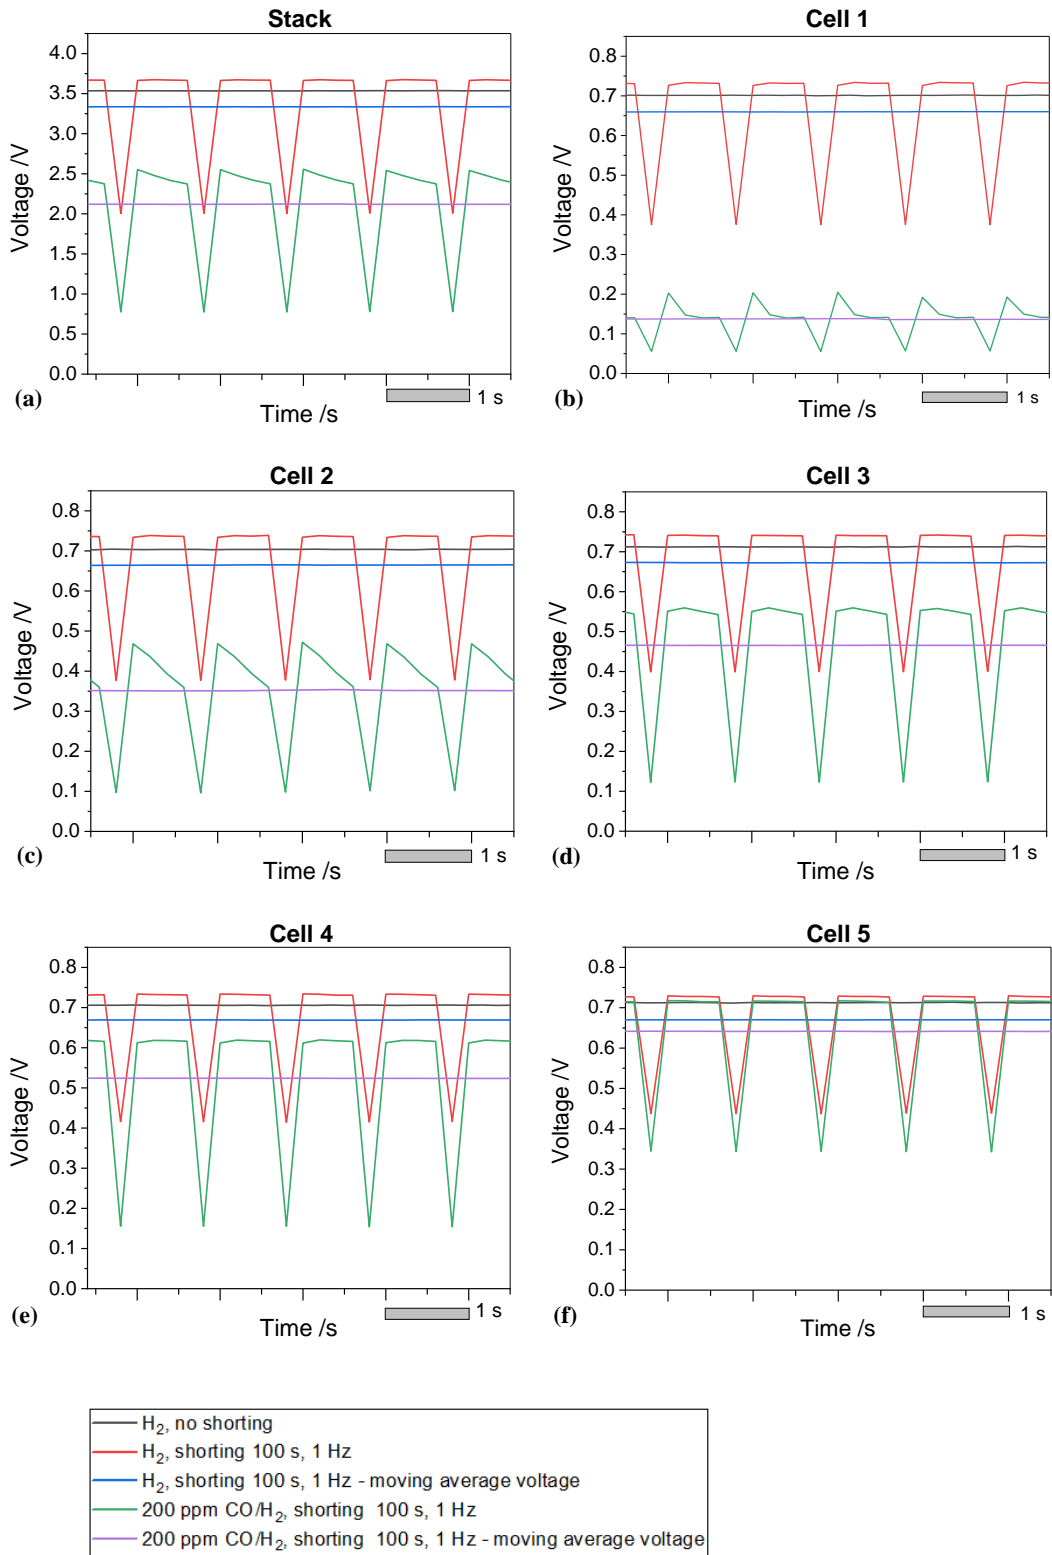 Stack
Cell 1
4.0
3.5
3.0
2.5
2.0
1.5
1.0
0.5
0.0
Voltage /V
1 s
(a)
Time /s
0.8
0.7
0.6
0.5
0.4
0.3
0.2
0.1
0.0
Voltage /V
1 s
(b)
Time /s
Cell 2
Cell 3
0.8
0.7
0.6
0.5
0.4
0.3
0.2
0.1
0.0
Voltage /V
1 s
(c)
Time /s
0.8
0.7
0.6
0.5
0.4
0.3
0.2
0.1
0.0
Voltage /V
1 s
(d)
Time /s
Cell 4
Cell 5
0.8
0.7
0.6
0.5
0.4
0.3
0.2
0.1
0.0
Voltage /V
1 s
(e)
Time /s
0.8
0.7
0.6
0.5
0.4
0.3
0.2
0.1
0.0
Voltage /V
1 s
(f)
Time /s
H₂, no shorting
H₂, shorting 100 s, 1 Hz
H₂, shorting 100 s, 1 Hz - moving average voltage
200 ppm CO/H₂, shorting 100 s, 1 Hz
200 ppm CO/H₂, shorting 100 s, 1 Hz - moving average voltage